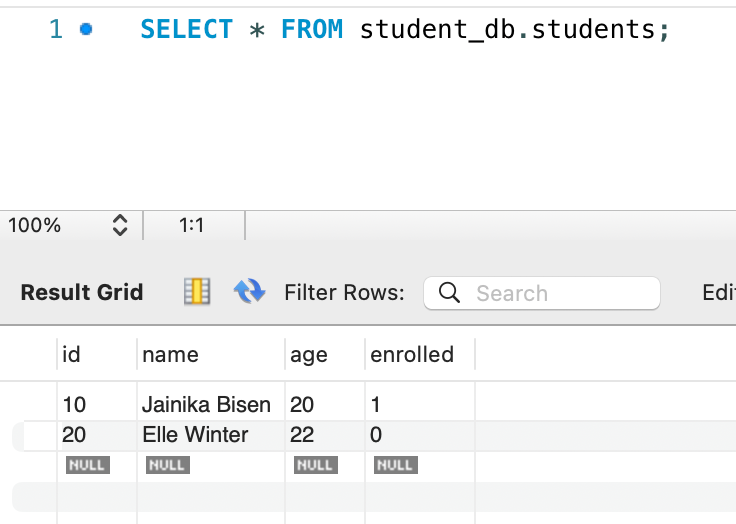 1 SELECT * FROM student_db.students;
100% 1:1
Result Grid Filter Rows: Search Edi
id name age enrolled
10 Jainika Bisen 20 1
20 Elle Winter 22 0
NULL NULL NULL NULL